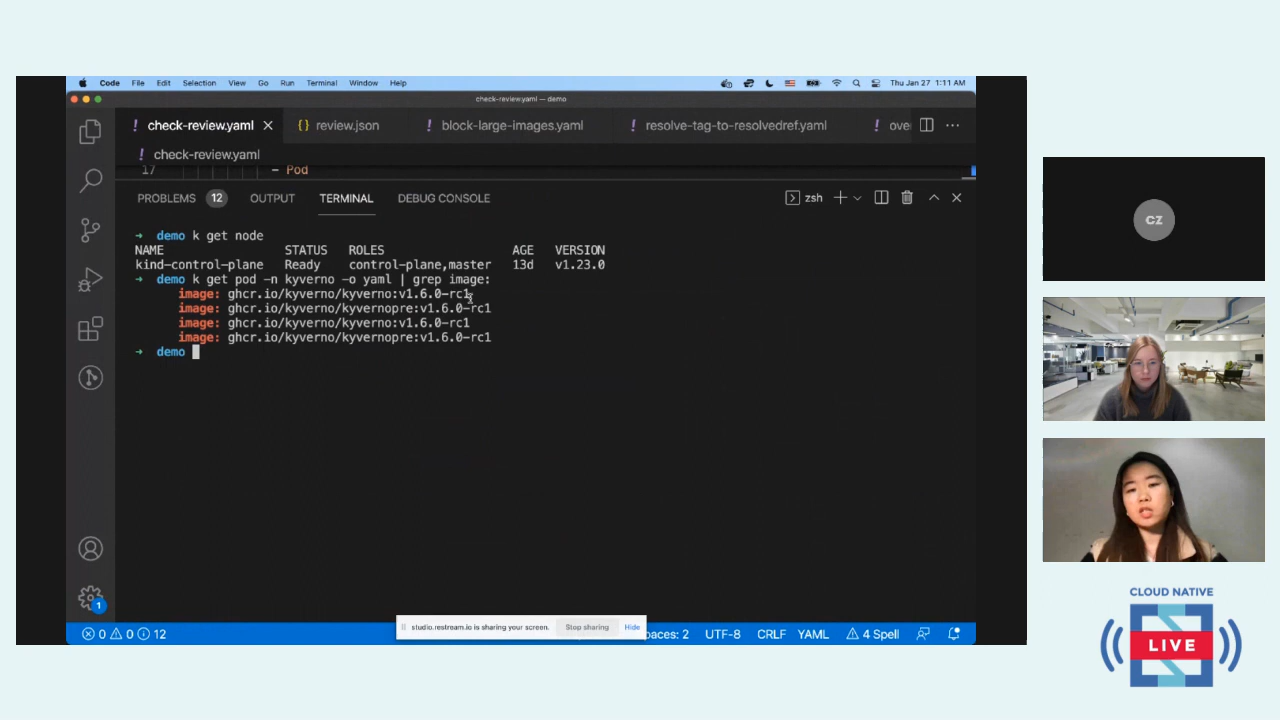 Code File Edit Selection View Go Run Terminal Window Help Thu Jan 27 1:11 AM
check-review.yaml — demo
! check-review.yaml {} review.json ! block-large-images.yaml ! resolve-tag-to-resolvedref.yaml ! ove ...
! check-review.yaml
17 - Pod
PROBLEMS 12 OUTPUT TERMINAL DEBUG CONSOLE zsh
→ demo k get node
NAME STATUS ROLES AGE VERSION
kind-control-plane Ready control-plane,master 13d v1.23.0
→ demo k get pod -n kyverno -o yaml | grep image:
image: ghcr.io/kyverno/kyverno:v1.6.0-rc1
image: ghcr.io/kyverno/kyvernopre:v1.6.0-rc1
image: ghcr.io/kyverno/kyverno:v1.6.0-rc1
image: ghcr.io/kyverno/kyvernopre:v1.6.0-rc1
→ demo
1
studio.restream.io is sharing your screen. Stop sharing Hide
0 0 12 paces: 2 UTF-8 CRLF YAML 4 Spell
CZ
CLOUD NATIVE
LIVE